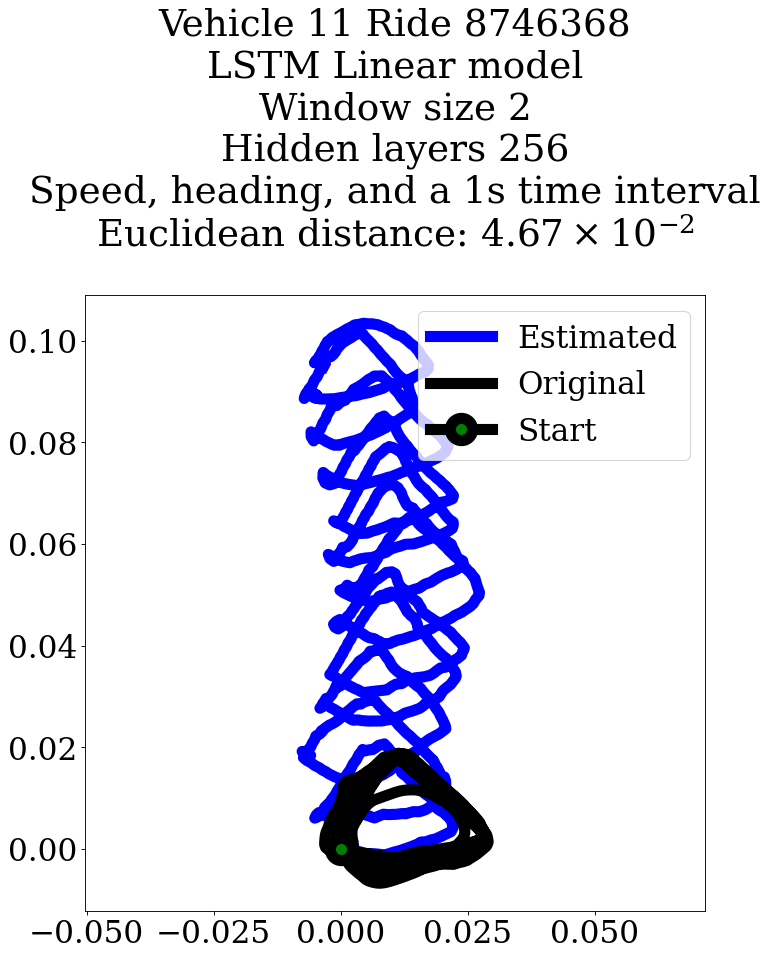 Vehicle 11 Ride 8746368
LSTM Linear model
Window size 2
Hidden layers 256
Speed, heading, and a 1s time interval
Euclidean distance: 4.67 × 10⁻²
Estimated
Original
Start
0.10
0.08
0.06
0.04
0.02
0.00
−0.050 −0.025 0.000 0.025 0.050